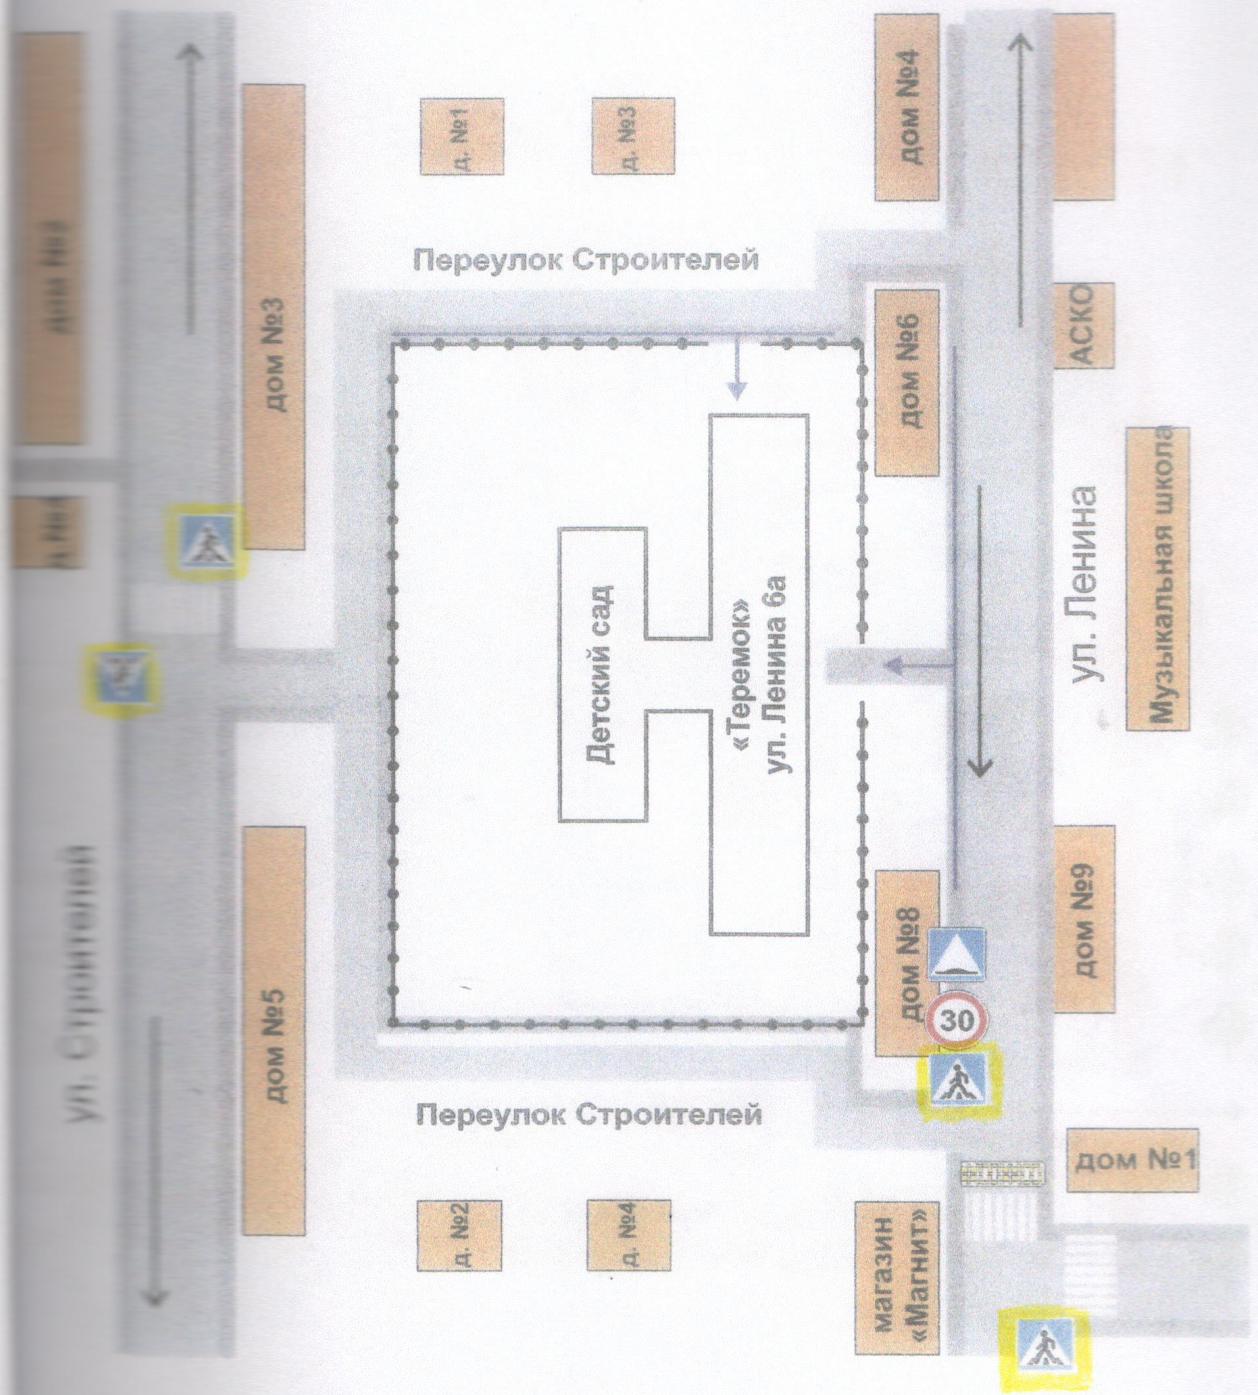 дом №3
д. №1
д. №3
дом №4
Переулок Строителей
дом №3
дом №6
АСКО
ул. Ленина
Музыкальная школа
Детский сад
«Теремок»
ул. Ленина 6а
ул. Строителей
дом №5
дом №8
30
дом №9
Переулок Строителей
дом №1
д. №2
д. №4
магазин
«Магнит»